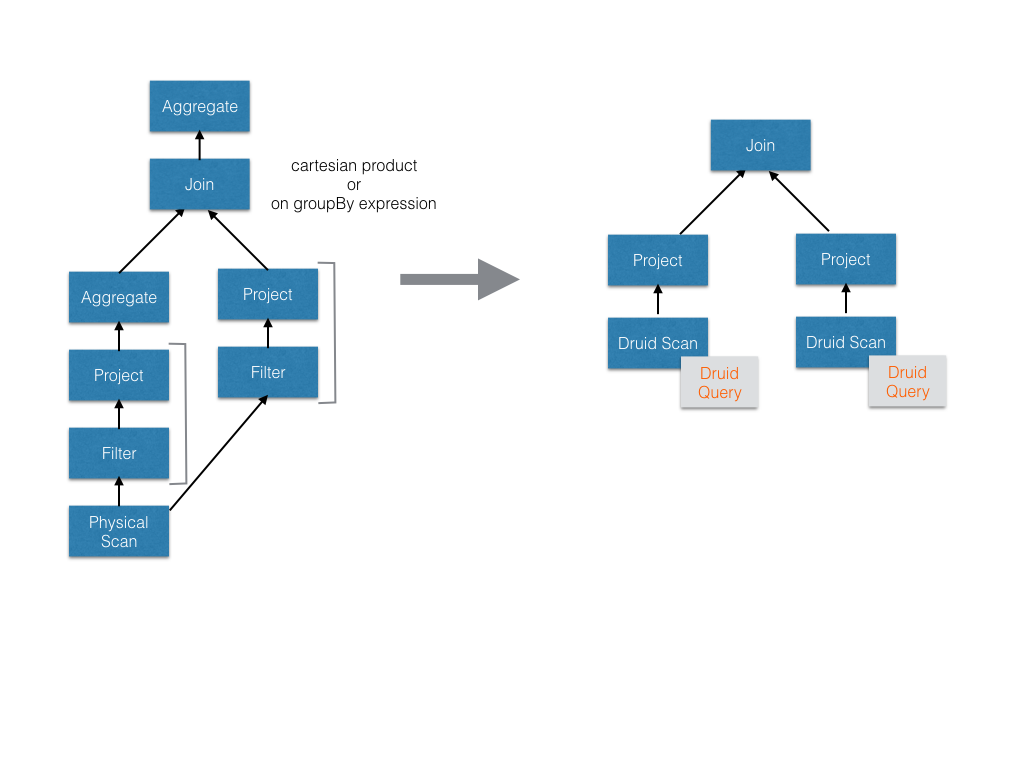 Aggregate
Join
cartesian product
or
on groupBy expression
Aggregate
Project
Project
Filter
Filter
Physical
Scan
Join
Project
Project
Druid Scan
Druid Scan
Druid
Query
Druid
Query